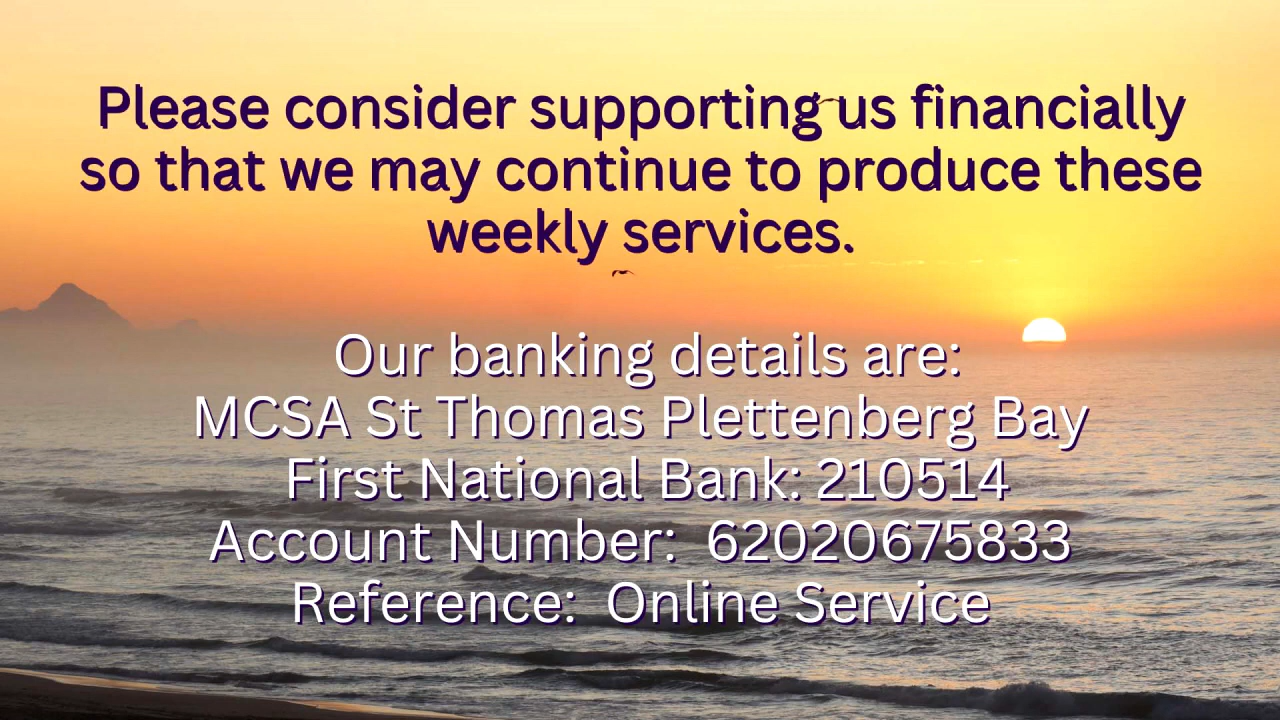 Please consider supporting us financially
so that we may continue to produce these
weekly services.
Our banking details are:
MCSA St Thomas Plettenberg Bay
First National Bank: 210514
Account Number: 62020675833
Reference: Online Service